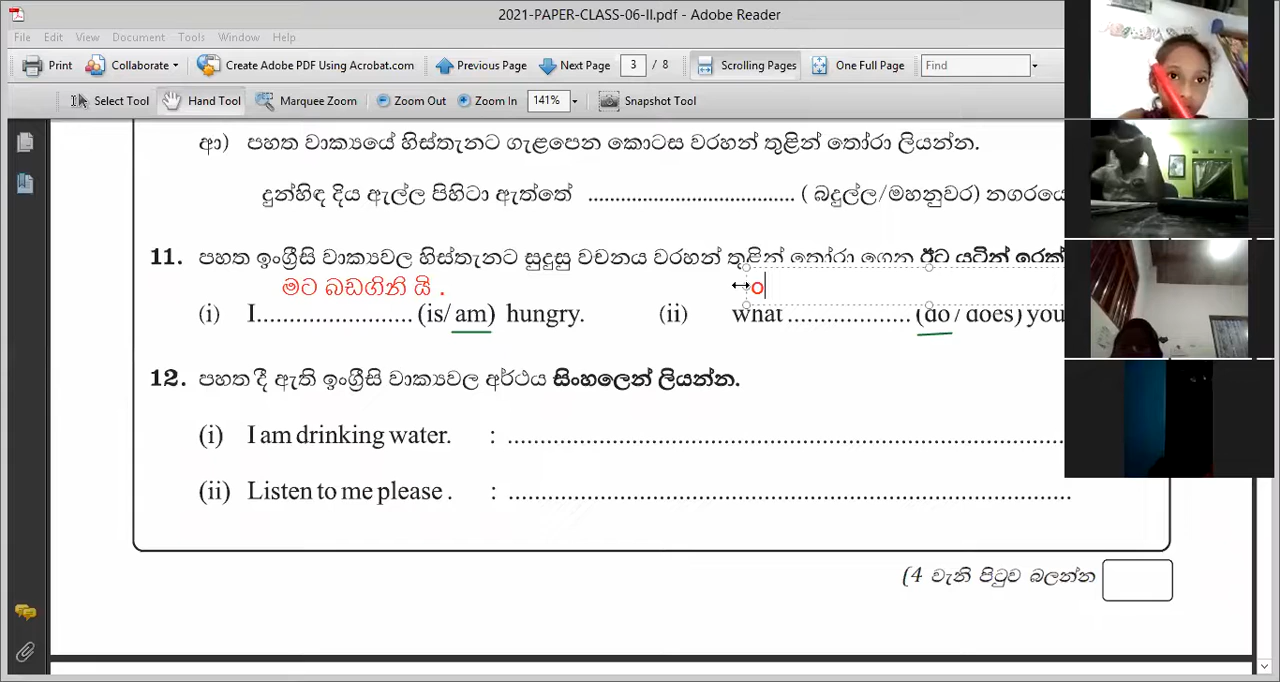 2021-PAPER-CLASS-06-II.pdf - Adobe Reader
File Edit View Document Tools Window Help
Print Collaborate Create Adobe PDF Using Acrobat.com Previous Page Next Page 3 / 8 Scrolling Pages One Full Page Find
Select Tool Hand Tool Marquee Zoom Zoom Out Zoom In 141% Snapshot Tool
ආ) පහත වාක්‍යයේ හිස්තැනට ගැළපෙන කොටස වරහන් තුළින් තෝරා ලියන්න.
දුන්හිඳ දිය ඇල්ල පිහිටා ඇත්තේ ...................................... ( බදුල්ල/මහනුවර) නගරයෙ
11. පහත ඉංග්‍රීසි වාක්‍යවල හිස්තැනට සුදුසු වචනය වරහන් තුළින් තෝරා ගෙන ඊට යටින් රෙක්
මට බඩගිනි යි .
o
(i) I............................ (is/ am) hungry. (ii) what ...................... (do / does) you
12. පහත දී ඇති ඉංග්‍රීසි වාක්‍යවල අර්ථය සිංහලෙන් ලියන්න.
(i) I am drinking water. : ..........................................................................................
(ii) Listen to me please . : ..........................................................................................
(4 වැනි පිටුව බලන්න